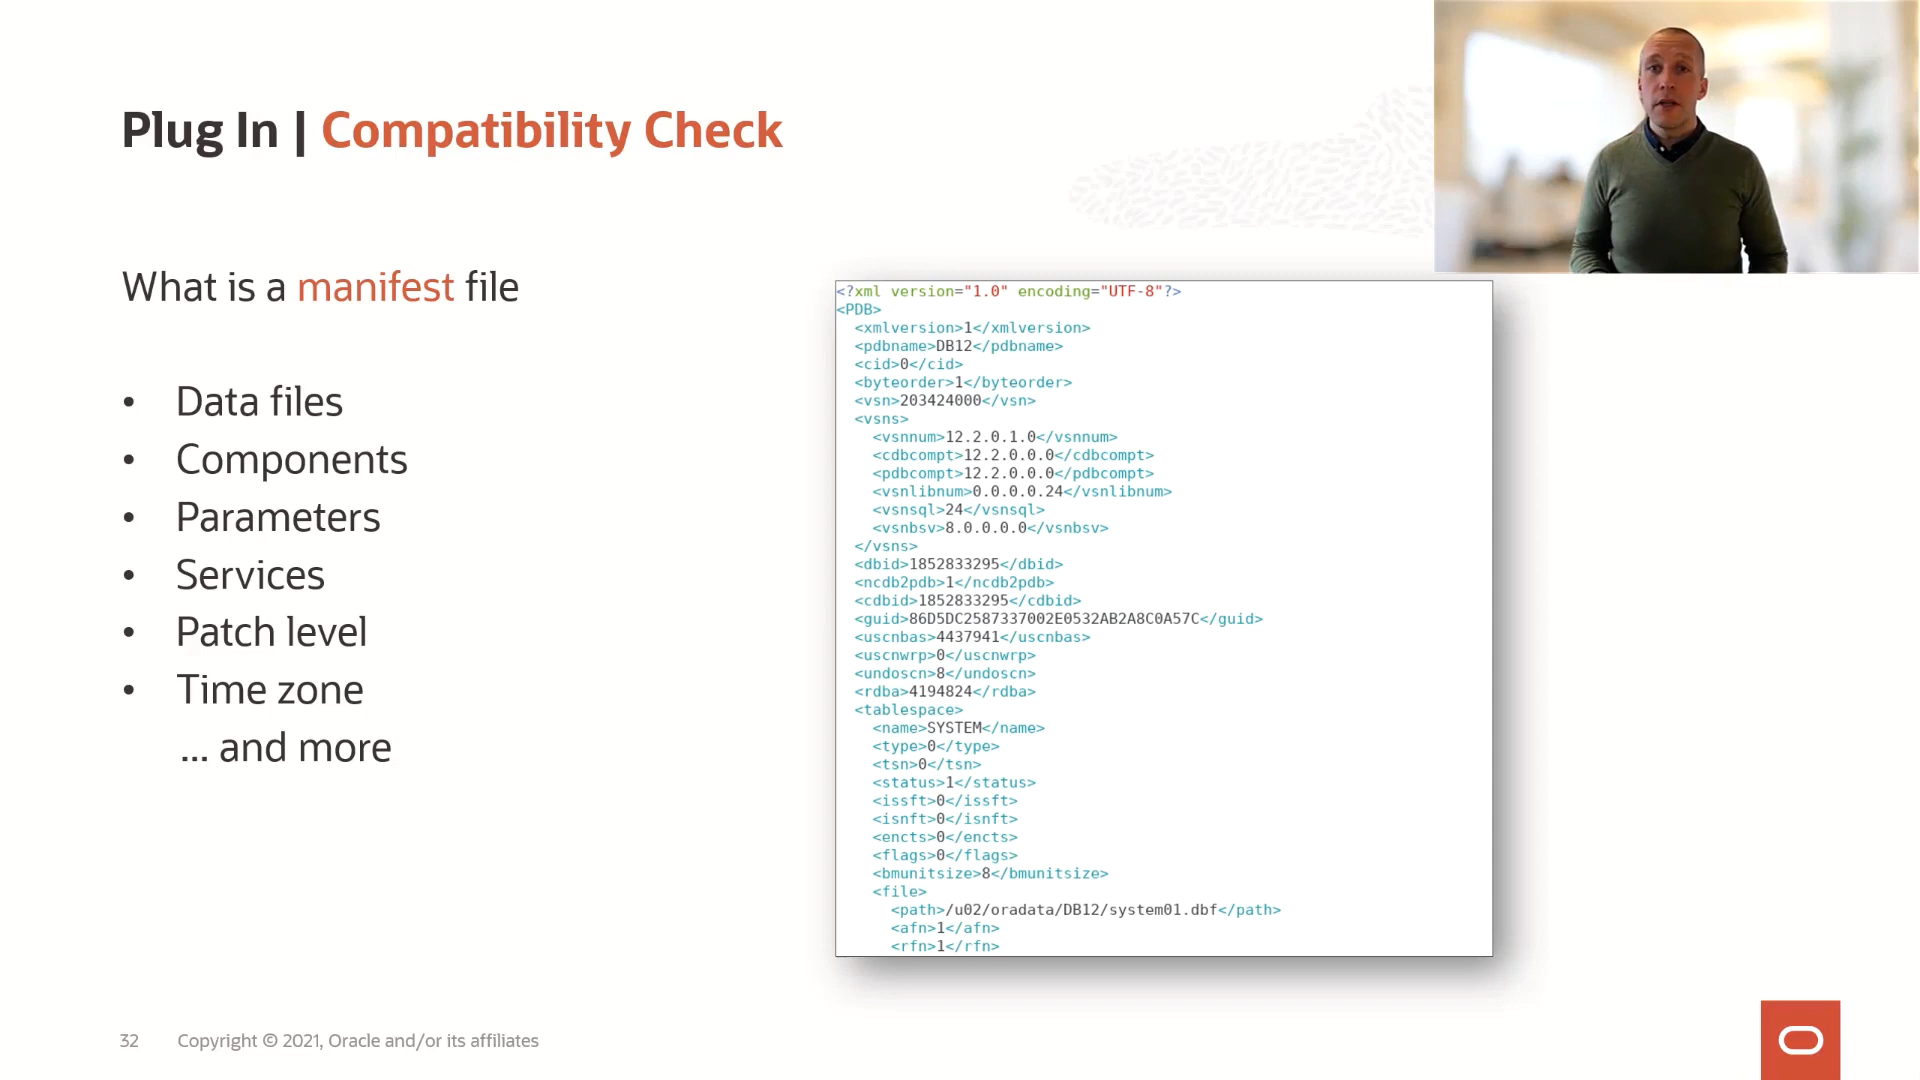 Plug In | Compatibility Check
What is a manifest file
• Data files
• Components
• Parameters
• Services
• Patch level
• Time zone
... and more
<?xml version="1.0" encoding="UTF-8"?>
<PDB>
  <xmlversion>1</xmlversion>
  <pdbname>DB12</pdbname>
  <cid>0</cid>
  <byteorder>1</byteorder>
  <vsn>203424000</vsn>
  <vsns>
    <vsnnum>12.2.0.1.0</vsnnum>
    <cdbcompt>12.2.0.0.0</cdbcompt>
    <pdbcompt>12.2.0.0.0</pdbcompt>
    <vsnlibnum>0.0.0.0.24</vsnlibnum>
    <vsnsql>24</vsnsql>
    <vsnbsv>8.0.0.0.0</vsnbsv>
  </vsns>
  <dbid>1852833295</dbid>
  <ncdb2pdb>1</ncdb2pdb>
  <cdbid>1852833295</cdbid>
  <guid>86D5DC2587337002E0532AB2A8C0A57C</guid>
  <uscnbas>4437941</uscnbas>
  <uscnwrp>0</uscnwrp>
  <undoscn>8</undoscn>
  <rdba>4194824</rdba>
  <tablespace>
    <name>SYSTEM</name>
    <type>0</type>
    <tsn>0</tsn>
    <status>1</status>
    <issft>0</issft>
    <isnft>0</isnft>
    <encts>0</encts>
    <flags>0</flags>
    <bmunitsize>8</bmunitsize>
    <file>
      <path>/u02/oradata/DB12/system01.dbf</path>
      <afn>1</afn>
      <rfn>1</rfn>
32 Copyright © 2021, Oracle and/or its affiliates